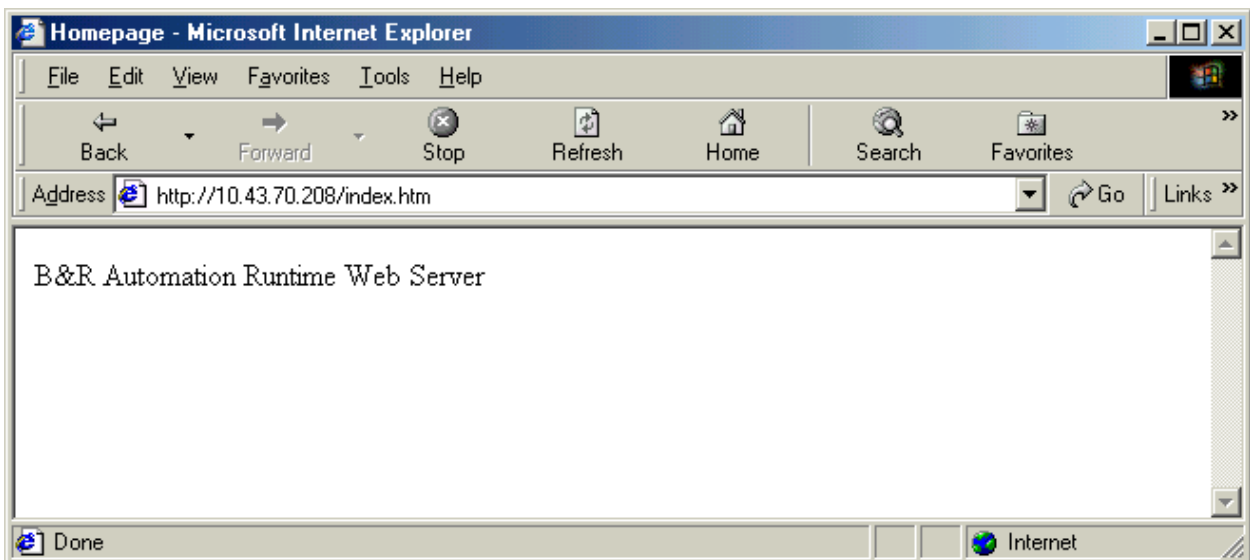 Homepage - Microsoft Internet Explorer
File Edit View Favorites Tools Help
Back Forward Stop Refresh Home Search Favorites »
Address http://10.43.70.208/index.htm Go Links »
B&R Automation Runtime Web Server
Done Internet